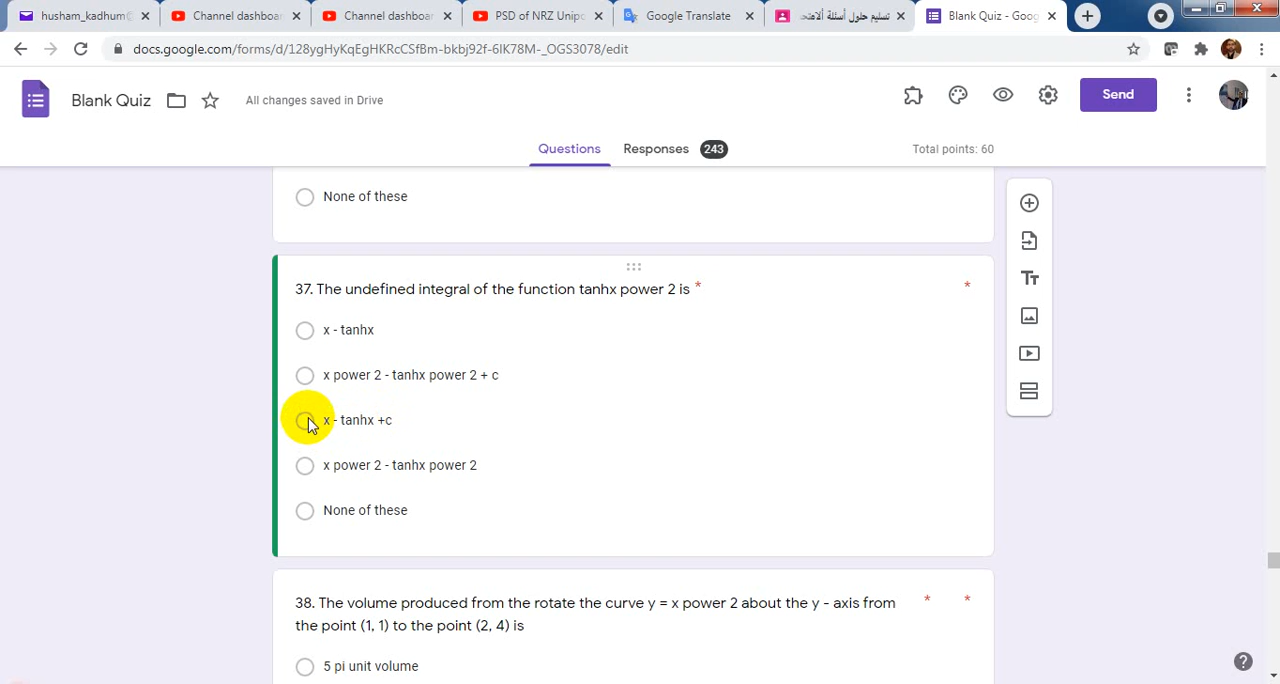 husham_kadhum@
Channel dashboar
Channel dashboar
PSD of NRZ Unipo
Google Translate
تسليم حلول أسئلة ألامتح
Blank Quiz - Goog
docs.google.com/forms/d/128ygHyKqEgHKRcCSfBm-bkbj92f-6lK78M-_OGS3078/edit
Blank Quiz
All changes saved in Drive
Send
Questions
Responses 243
Total points: 60
None of these
37. The undefined integral of the function tanhx power 2 is * *
x - tanhx
x power 2 - tanhx power 2 + c
x - tanhx +c
x power 2 - tanhx power 2
None of these
38. The volume produced from the rotate the curve y = x power 2 about the y - axis from * *
the point (1, 1) to the point (2, 4) is
5 pi unit volume